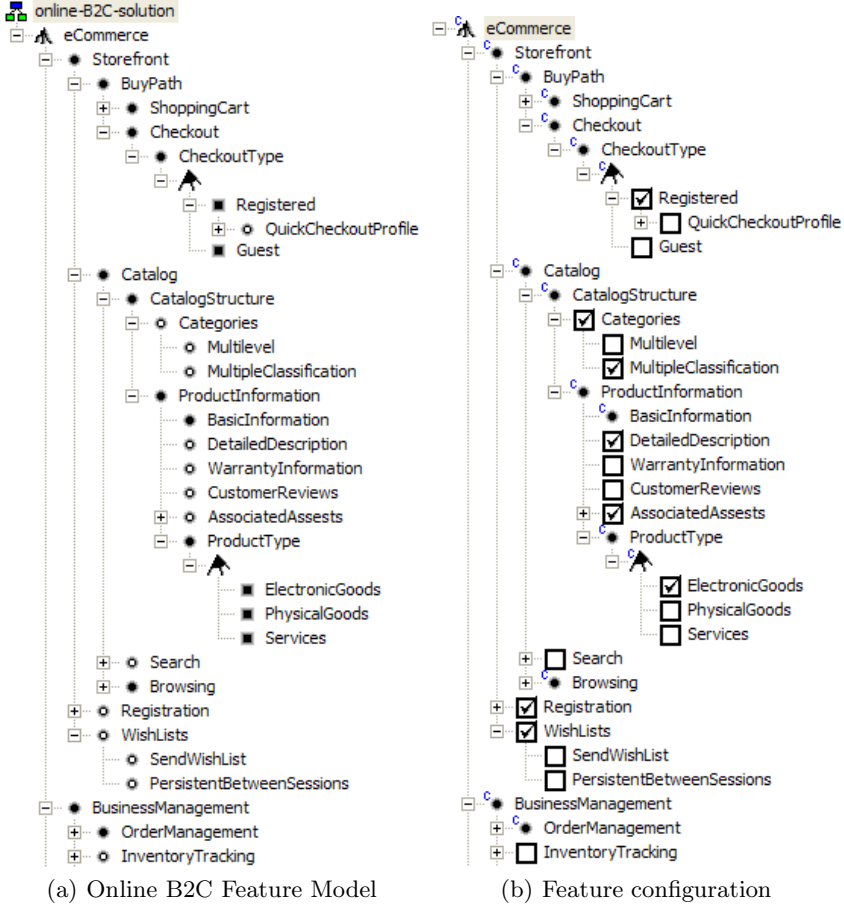 online-B2C-solution
eCommerce
Storefront
BuyPath
ShoppingCart
Checkout
CheckoutType
Registered
QuickCheckoutProfile
Guest
Catalog
CatalogStructure
Categories
Multilevel
MultipleClassification
ProductInformation
BasicInformation
DetailedDescription
WarrantyInformation
CustomerReviews
AssociatedAssests
ProductType
ElectronicGoods
PhysicalGoods
Services
Search
Browsing
Registration
WishLists
SendWishList
PersistentBetweenSessions
BusinessManagement
OrderManagement
InventoryTracking
(a) Online B2C Feature Model
C eCommerce
C Storefront
C BuyPath
C ShoppingCart
C Checkout
C CheckoutType
C
Registered
QuickCheckoutProfile
Guest
C Catalog
C CatalogStructure
Categories
Multilevel
MultipleClassification
C ProductInformation
C BasicInformation
DetailedDescription
WarrantyInformation
CustomerReviews
AssociatedAssests
C ProductType
C
ElectronicGoods
PhysicalGoods
Services
Search
C Browsing
Registration
WishLists
SendWishList
PersistentBetweenSessions
C BusinessManagement
C OrderManagement
InventoryTracking
(b) Feature configuration